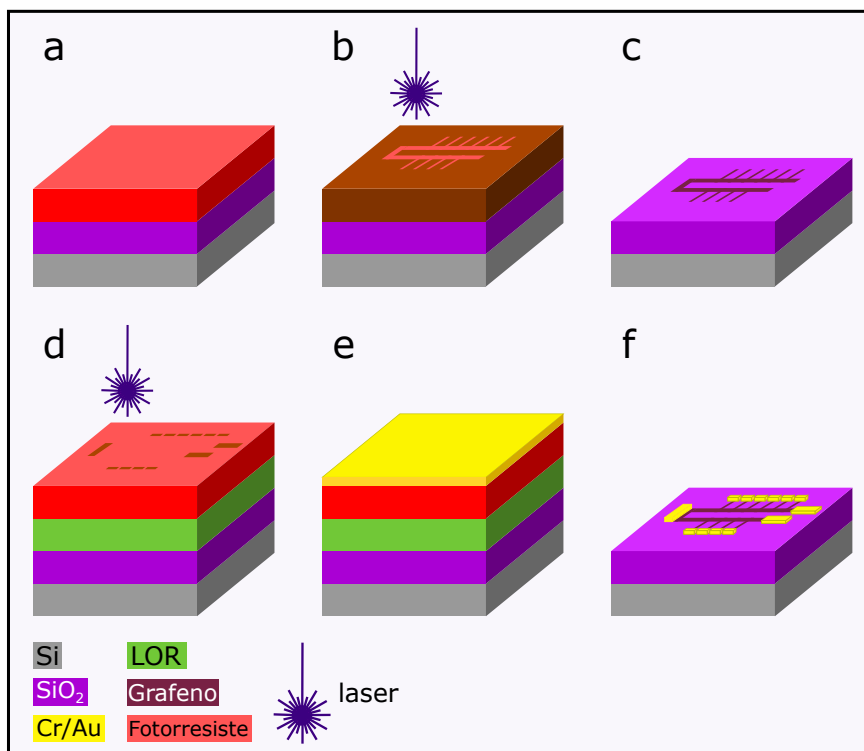 a
b
c
d
e
f
Si
LOR
SiO₂
Grafeno
laser
Cr/Au
Fotorresiste